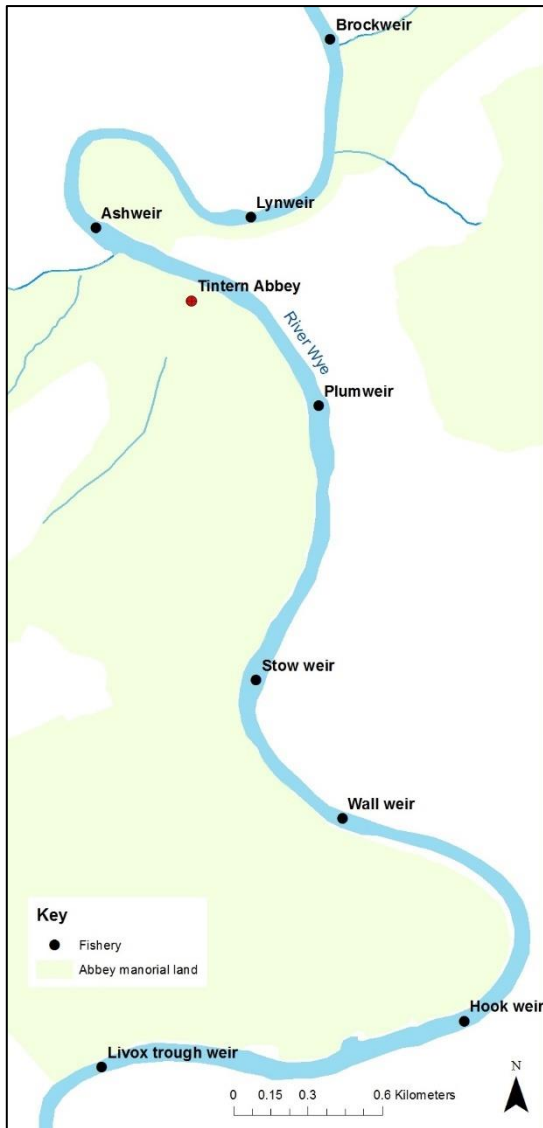 Brockweir
Lynweir
Ashweir
Tintern Abbey
River Wye
Plumweir
Stow weir
Wall weir
Key
Fishery
Abbey manorial land
Hook weir
Livox trough weir
N
0 0.15 0.3 0.6 Kilometers